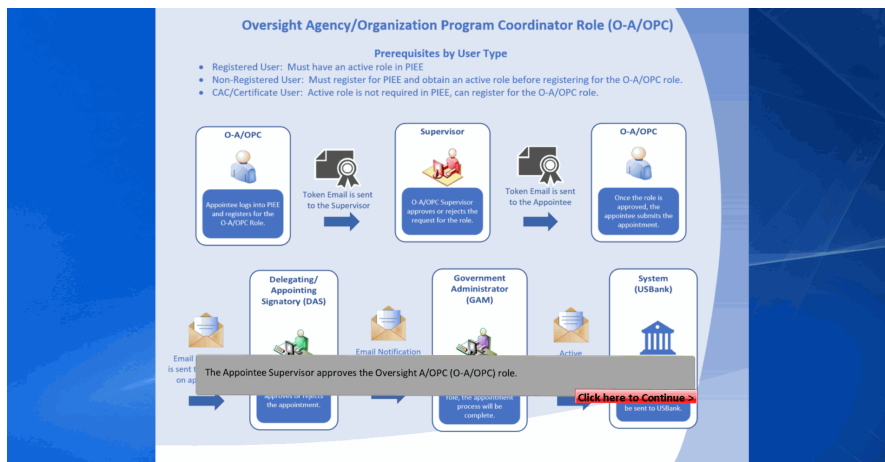 Oversight Agency/Organization Program Coordinator Role (O-A/OPC)
Prerequisites by User Type
• Registered User: Must have an active role in PIEE
• Non-Registered User: Must register for PIEE and obtain an active role before registering for the O-A/OPC role.
• CAC/Certificate User: Active role is not required in PIEE, can register for the O-A/OPC role.
O-A/OPC
Appointee logs into PIEE
and registers for the
O-A/OPC Role.
Token Email is sent
to the Supervisor
Supervisor
O-A/OPC Supervisor
approves or rejects the
request for the role.
Token Email is sent
to the Appointee
O-A/OPC
Once the role is
approved, the
appointee submits the
appointment.
Email
is sent
on
Delegating/
Appointing
Signatory (DAS)
approves or rejects
the appointment.
Email Notification
Government
Administrator
(GAM)
role, the appointment
process will be
complete.
Active
System
(USBank)
be sent to USBank.
The Appointee Supervisor approves the Oversight A/OPC (O-A/OPC) role.
Click here to Continue >